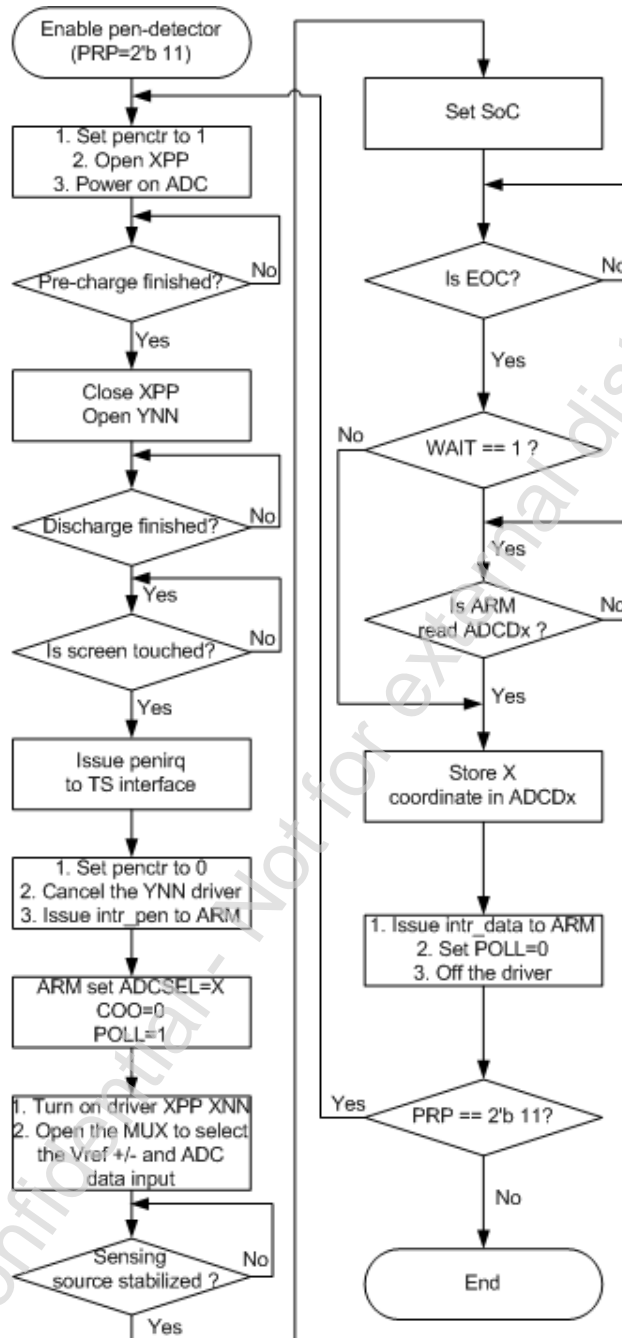 Enable pen-detector
(PRP=2'b 11)
1. Set penctr to 1
2. Open XPP
3. Power on ADC
Pre-charge finished?
No
Yes
Close XPP
Open YNN
Discharge finished?
No
Yes
Is screen touched?
No
Yes
Issue penirq
to TS interface
1. Set penctr to 0
2. Cancel the YNN driver
3. Issue intr_pen to ARM
ARM set ADCSEL=X
COO=0
POLL=1
1. Turn on driver XPP XNN
2. Open the MUX to select
the Vref +/- and ADC
data input
Sensing
source stabilized ?
No
Yes
Set SoC
Is EOC?
No
Yes
WAIT == 1 ?
No
Yes
Is ARM
read ADCDx ?
No
Yes
Store X
coordinate in ADCDx
1. Issue intr_data to ARM
2. Set POLL=0
3. Off the driver
PRP == 2'b 11?
Yes
No
End
Confidential - Not for external